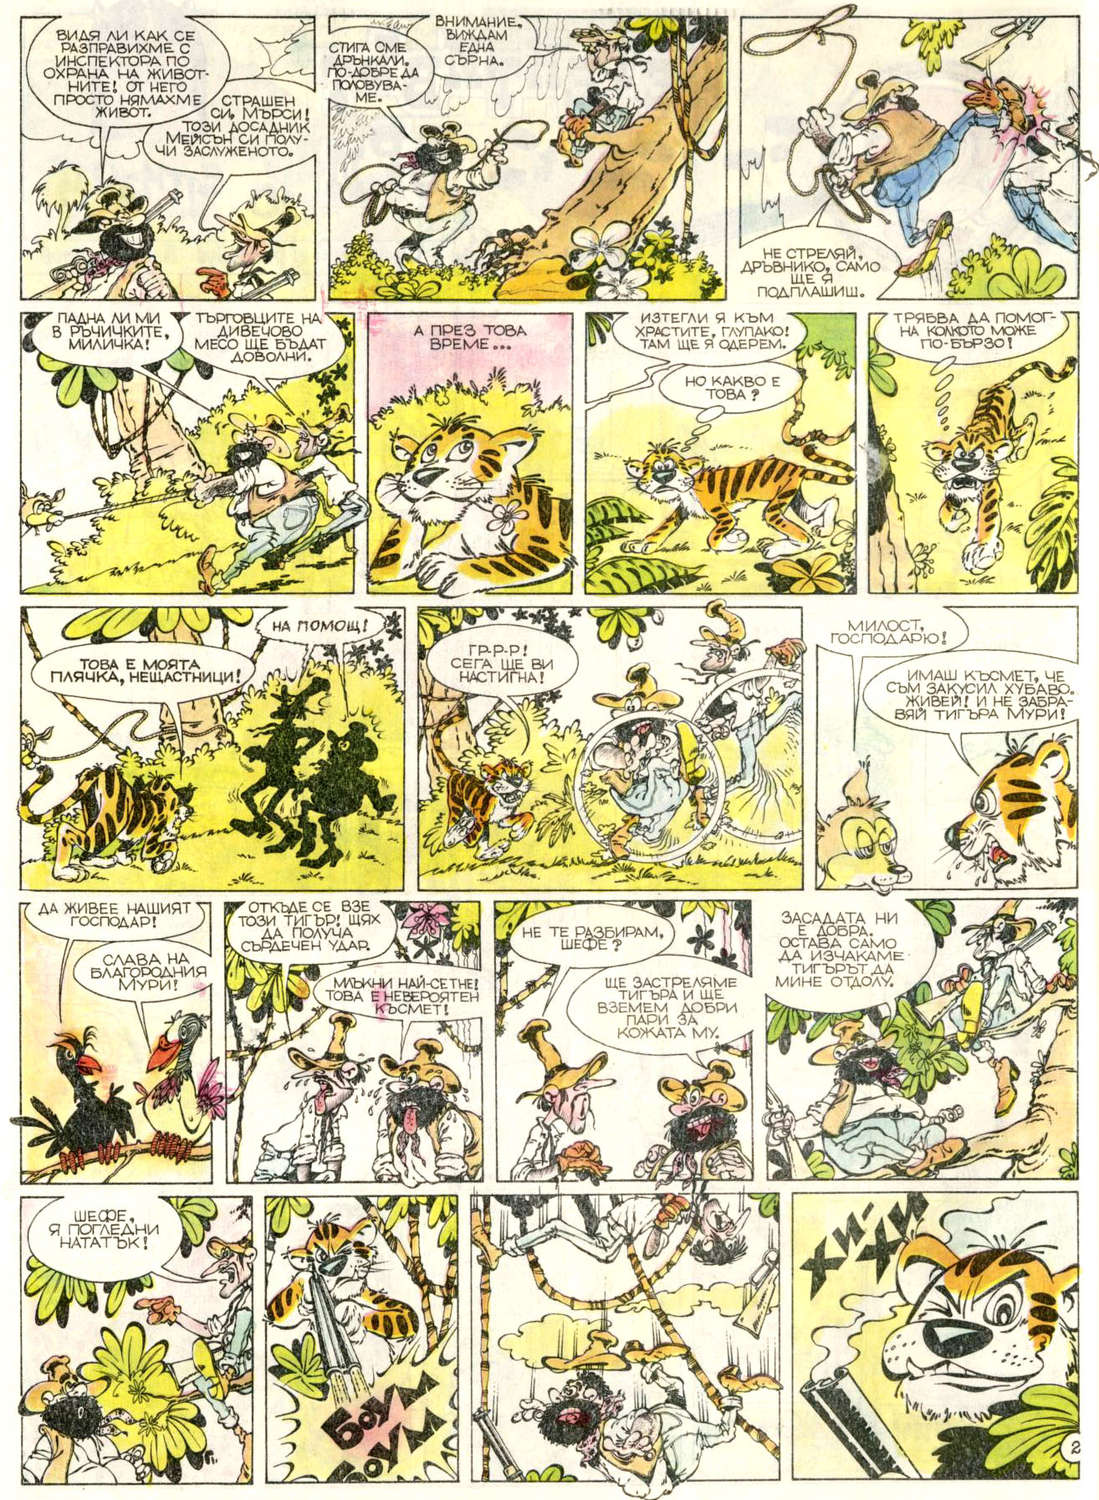 ВИДЯ ЛИ КАК СЕ
РАЗПРАВИХМЕ С
ИНСПЕКТОРА ПО
ОХРАНА НА ЖИВОТ-
НИТЕ! ОТ НЕГО
ПРОСТО НЯМАХМЕ
ЖИВОТ.
СТРАШЕН
СИ, МЪРСИ!
ТОЗИ ДОСАДНИК
МЕЙСЪН СИ ПОЛУ-
ЧИ ЗАСЛУЖЕНОТО.
СТИГА СМЕ
ДРЪНКАЛИ.
ПО-ДОБРЕ ДА
ПОЛОВУВА-
МЕ.
ВНИМАНИЕ,
ВИЖДАМ
ЕДНА
СЪРНА.
НЕ СТРЕЛЯЙ,
ДРЪВНИКО, САМО
ЩЕ Я
ПОДПЛАШИШ.
ПАДНА ЛИ МИ
В РЪЧИЧКИТЕ,
МИЛИЧКА!
ТЪРГОВЦИТЕ НА
ДИВЕЧОВО
МЕСО ЩЕ БЪДАТ
ДОВОЛНИ.
А ПРЕЗ ТОВА
ВРЕМЕ...
ИЗТЕГЛИ Я КЪМ
ХРАСТИТЕ, ГЛУПАКО!
ТАМ ЩЕ Я ОДЕРЕМ.
НО КАКВО Е
ТОВА?
ТРЯБВА ДА ПОМОГ-
НА КОЛКОТО МОЖЕ
ПО-БЪРЗО!
ТОВА Е МОЯТА
ПЛЯЧКА, НЕЩАСТНИЦИ!
НА ПОМОЩ!
ГР-Р-Р!
СЕГА ЩЕ ВИ
НАСТИГНА!
МИЛОСТ,
ГОСПОДАРЮ!
ИМАШ КЪСМЕТ, ЧЕ
СЪМ ЗАКУСИЛ ХУБАВО.
ЖИВЕЙ! И НЕ ЗАБРА-
ВЯЙ ТИГЪРА МУРИ!
ДА ЖИВЕЕ НАШИЯТ
ГОСПОДАР!
СЛАВА НА
БЛАГОРОДНИЯ
МУРИ!
ОТКЪДЕ СЕ ВЗЕ
ТОЗИ ТИГЪР! ЩЯХ
ДА ПОЛУЧА
СЪРДЕЧЕН УДАР.
МЛЪКНИ НАЙ-СЕТНЕ!
ТОВА Е НЕВЕРОЯТЕН
КЪСМЕТ!
НЕ ТЕ РАЗБИРАМ,
ШЕФЕ?
ЩЕ ЗАСТРЕЛЯМЕ
ТИГЪРА И ЩЕ
ВЗЕМЕМ ДОБРИ
ПАРИ ЗА
КОЖАТА МУ.
ЗАСАДАТА НИ
Е ДОБРА.
ОСТАВА САМО
ДА ИЗЧАКАМЕ
ТИГЪРЪТ ДА
МИНЕ ОТДОЛУ.
ШЕФЕ,
Я ПОГЛЕДНИ
НАТАТЪК!
БОУМ
БОУМ
ХИ-
ХИ
2